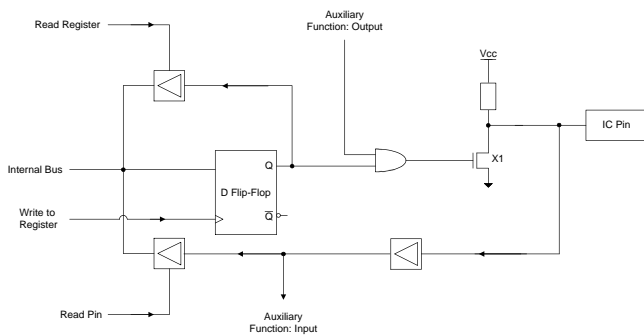 Auxiliary
Function: Output
Read Register
Vcc
IC Pin
X1
Internal Bus
Q
D Flip-Flop
Q
Write to
Register
Read Pin
Auxiliary
Function: Input